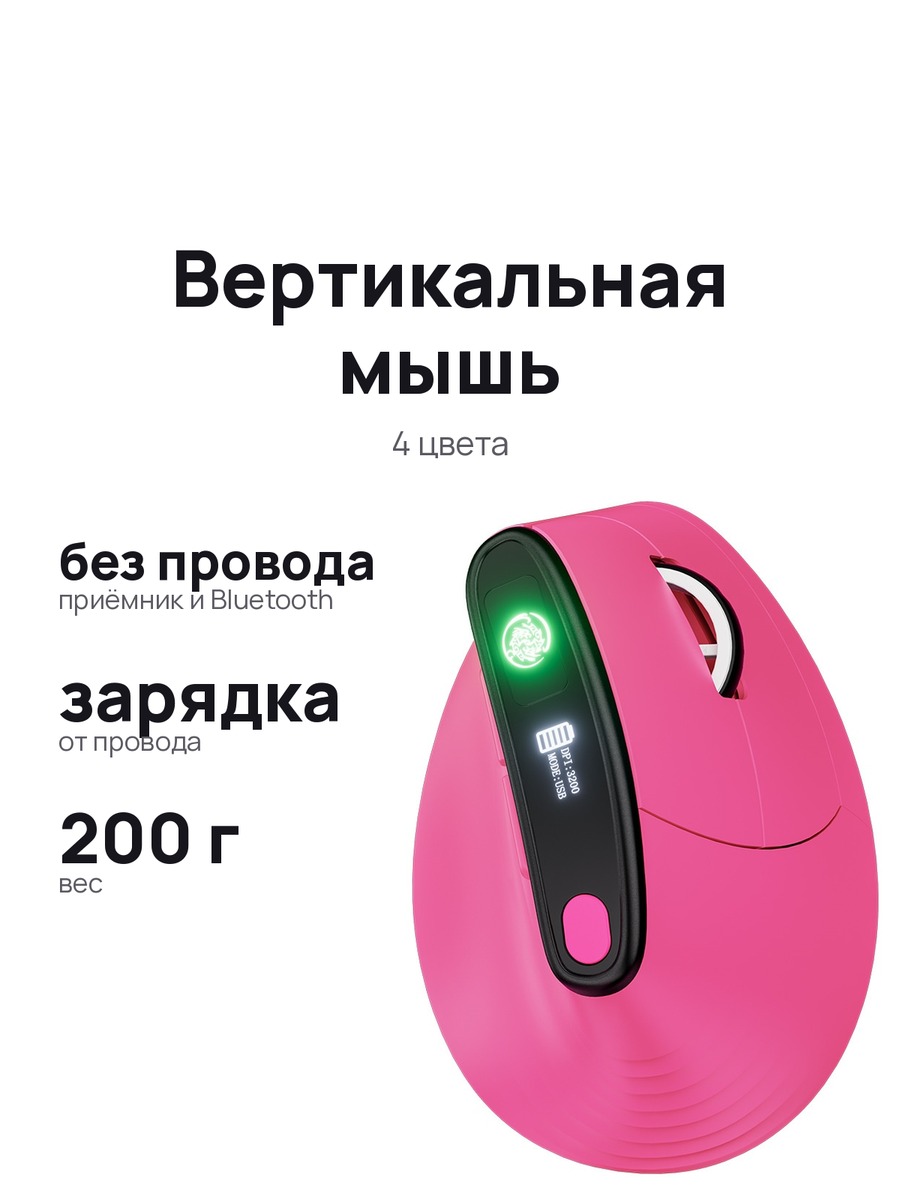 Вертикальная
мышь
4 цвета
без провода
приёмник и Bluetooth
зарядка
от провода
200 г
вес
DPI:3200
MODE:USB